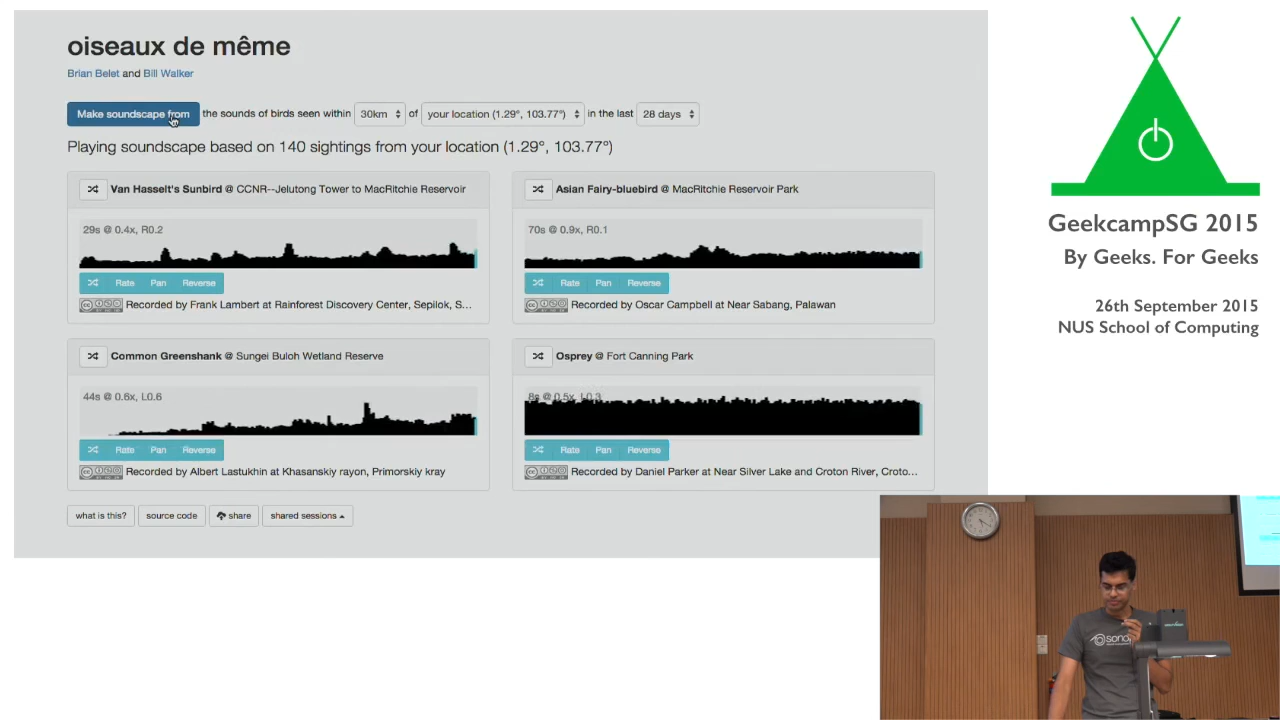 oiseaux de même
Brian Belet and Bill Walker
Make soundscape from the sounds of birds seen within 30km of your location (1.29°, 103.77°) in the last 28 days
Playing soundscape based on 140 sightings from your location (1.29°, 103.77°)
Van Hasselt's Sunbird @ CCNR--Jelutong Tower to MacRitchie Reservoir
29s @ 0.4x, R0.2
Rate Pan Reverse
Recorded by Frank Lambert at Rainforest Discovery Center, Sepilok, S...
Asian Fairy-bluebird @ MacRitchie Reservoir Park
70s @ 0.9x, R0.1
Rate Pan Reverse
Recorded by Oscar Campbell at Near Sabang, Palawan
Common Greenshank @ Sungei Buloh Wetland Reserve
44s @ 0.6x, L0.6
Rate Pan Reverse
Recorded by Albert Lastukhin at Khasanskiy rayon, Primorskiy kray
Osprey @ Fort Canning Park
8s @ 0.5x, L0.3
Rate Pan Reverse
Recorded by Daniel Parker at Near Silver Lake and Croton River, Croto...
what is this? source code share shared sessions
GeekcampSG 2015
By Geeks. For Geeks
26th September 2015
NUS School of Computing